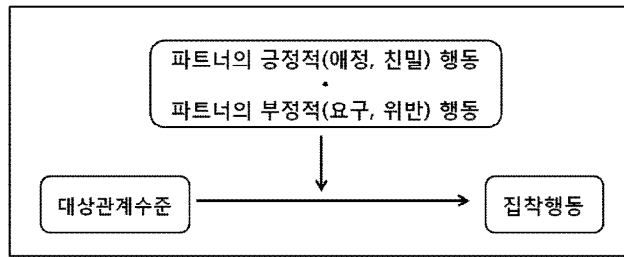 파트너의 긍정적(애정, 친밀) 행동
•
파트너의 부정적(요구, 위반) 행동
대상관계수준
집착행동